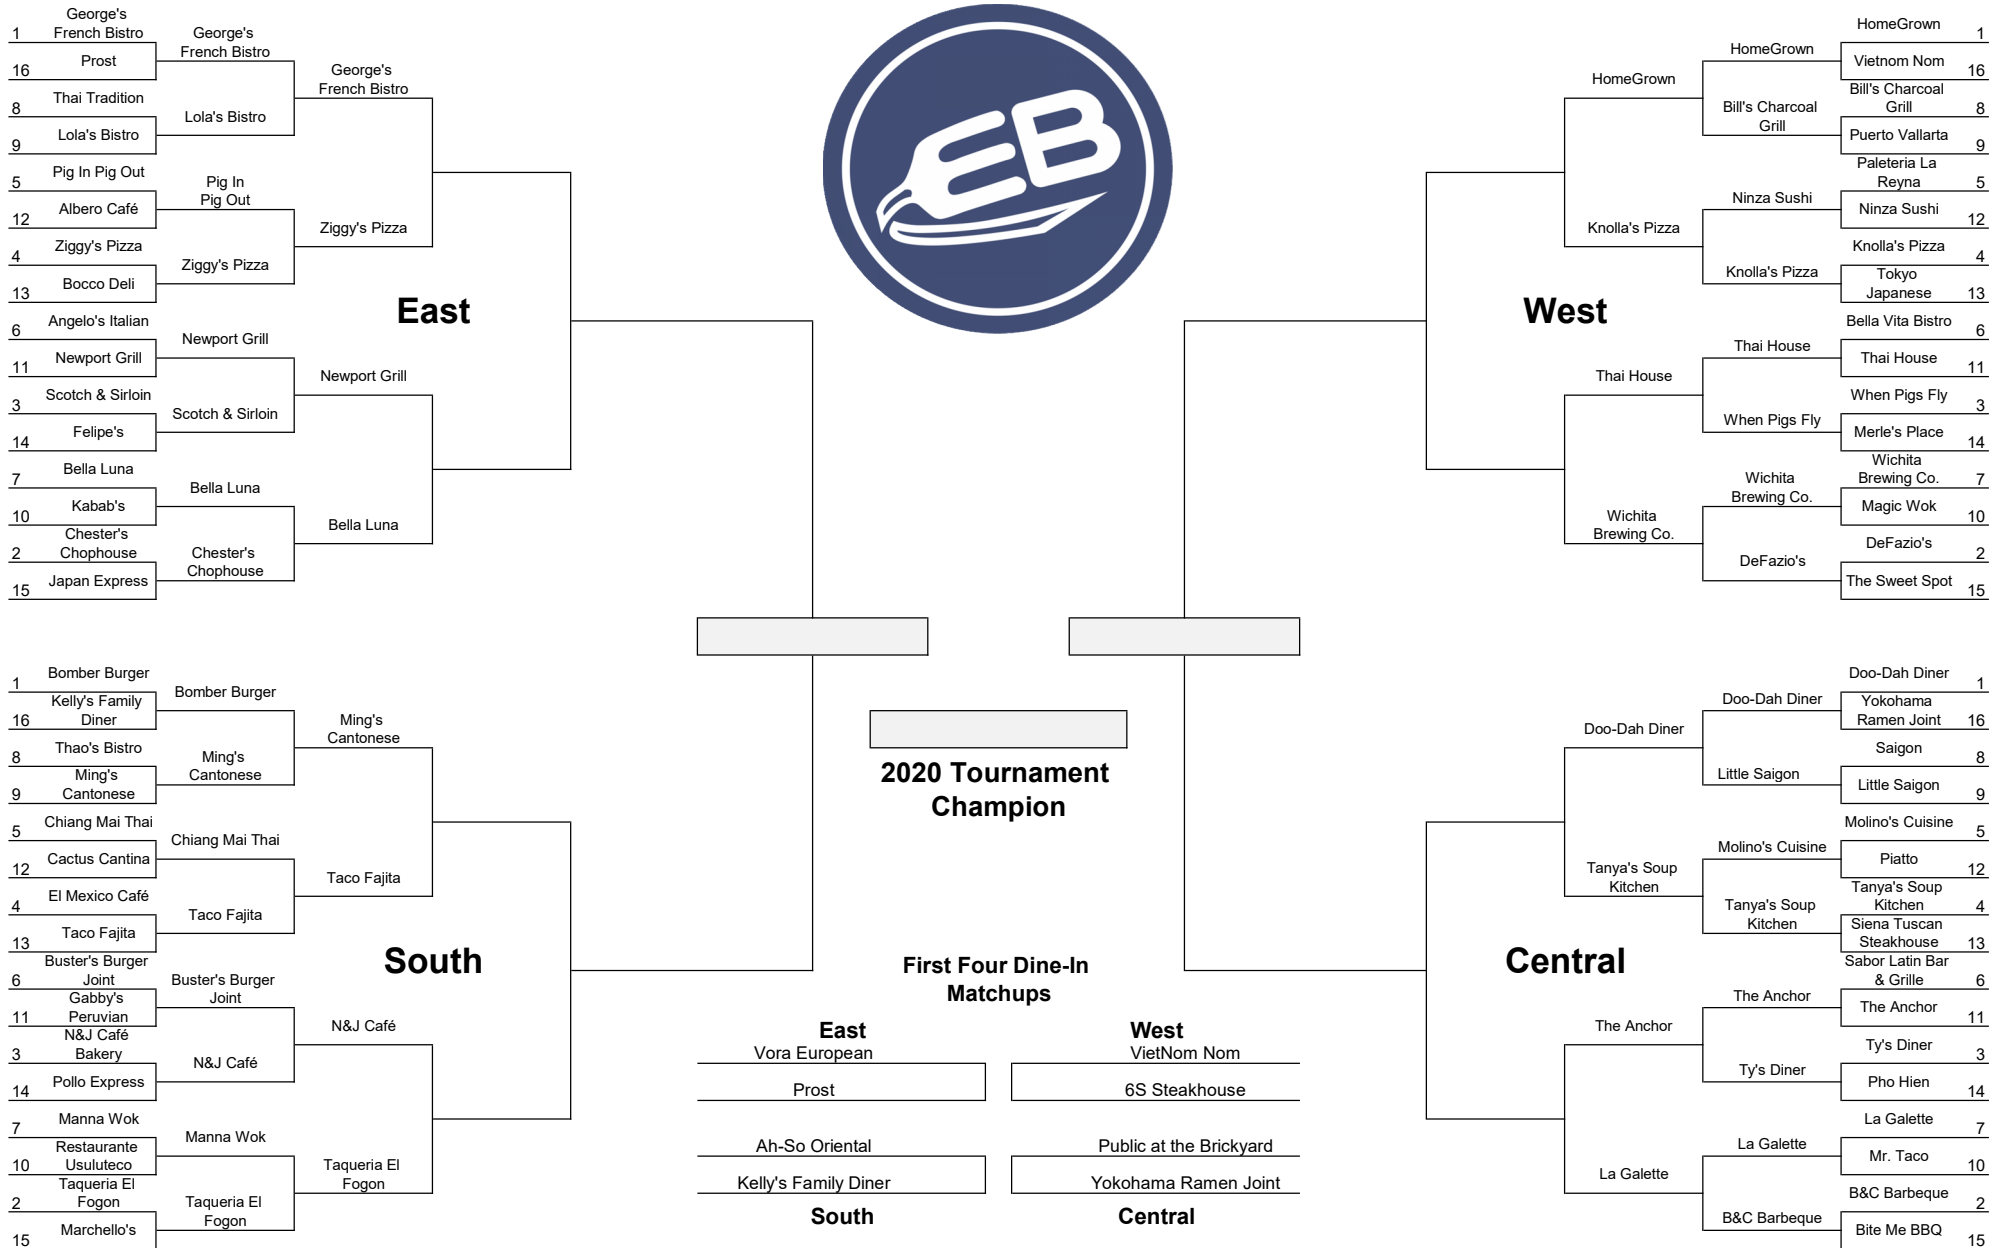 1
George's
French Bistro
16
Prost
8
Thai Tradition
9
Lola's Bistro
5
Pig In Pig Out
12
Albero Café
4
Ziggy's Pizza
13
Bocco Deli
6
Angelo's Italian
11
Newport Grill
3
Scotch & Sirloin
14
Felipe's
7
Bella Luna
10
Kabab's
2
Chester's
Chophouse
15
Japan Express
George's
French Bistro
Lola's Bistro
Pig In
Pig Out
Ziggy's Pizza
Newport Grill
Scotch & Sirloin
Bella Luna
Chester's
Chophouse
George's
French Bistro
Ziggy's Pizza
Newport Grill
Bella Luna
East
EB
HomeGrown
1
Vietnom Nom
16
Bill's Charcoal
Grill
8
Puerto Vallarta
9
Paleteria La
Reyna
5
Ninza Sushi
12
Knolla's Pizza
4
Tokyo
Japanese
13
Bella Vita Bistro
6
Thai House
11
When Pigs Fly
3
Merle's Place
14
Wichita
Brewing Co.
7
Magic Wok
10
DeFazio's
2
The Sweet Spot
15
HomeGrown
Bill's Charcoal
Grill
Ninza Sushi
Knolla's Pizza
Thai House
When Pigs Fly
Wichita
Brewing Co.
DeFazio's
HomeGrown
Knolla's Pizza
Thai House
Wichita
Brewing Co.
West
1
Bomber Burger
16
Kelly's Family
Diner
8
Thao's Bistro
9
Ming's
Cantonese
5
Chiang Mai Thai
12
Cactus Cantina
4
El Mexico Café
13
Taco Fajita
6
Buster's Burger
Joint
11
Gabby's
Peruvian
3
N&J Café
Bakery
14
Pollo Express
7
Manna Wok
10
Restaurante
Usuluteco
2
Taqueria El
Fogon
15
Marchello's
Bomber Burger
Ming's
Cantonese
Chiang Mai Thai
Taco Fajita
Buster's Burger
Joint
N&J Café
Manna Wok
Taqueria El
Fogon
Ming's
Cantonese
Taco Fajita
N&J Café
Taqueria El
Fogon
South
2020 Tournament
Champion
Doo-Dah Diner
1
Yokohama
Ramen Joint
16
Saigon
8
Little Saigon
9
Molino's Cuisine
5
Piatto
12
Tanya's Soup
Kitchen
4
Siena Tuscan
Steakhouse
13
Sabor Latin Bar
& Grille
6
The Anchor
11
Ty's Diner
3
Pho Hien
14
La Galette
7
Mr. Taco
10
B&C Barbeque
2
Bite Me BBQ
15
Doo-Dah Diner
Little Saigon
Molino's Cuisine
Tanya's Soup
Kitchen
The Anchor
Ty's Diner
La Galette
B&C Barbeque
Doo-Dah Diner
Tanya's Soup
Kitchen
The Anchor
La Galette
Central
First Four Dine-In
Matchups
East
Vora European
Prost
West
VietNom Nom
6S Steakhouse
Ah-So Oriental
Kelly's Family Diner
South
Public at the Brickyard
Yokohama Ramen Joint
Central